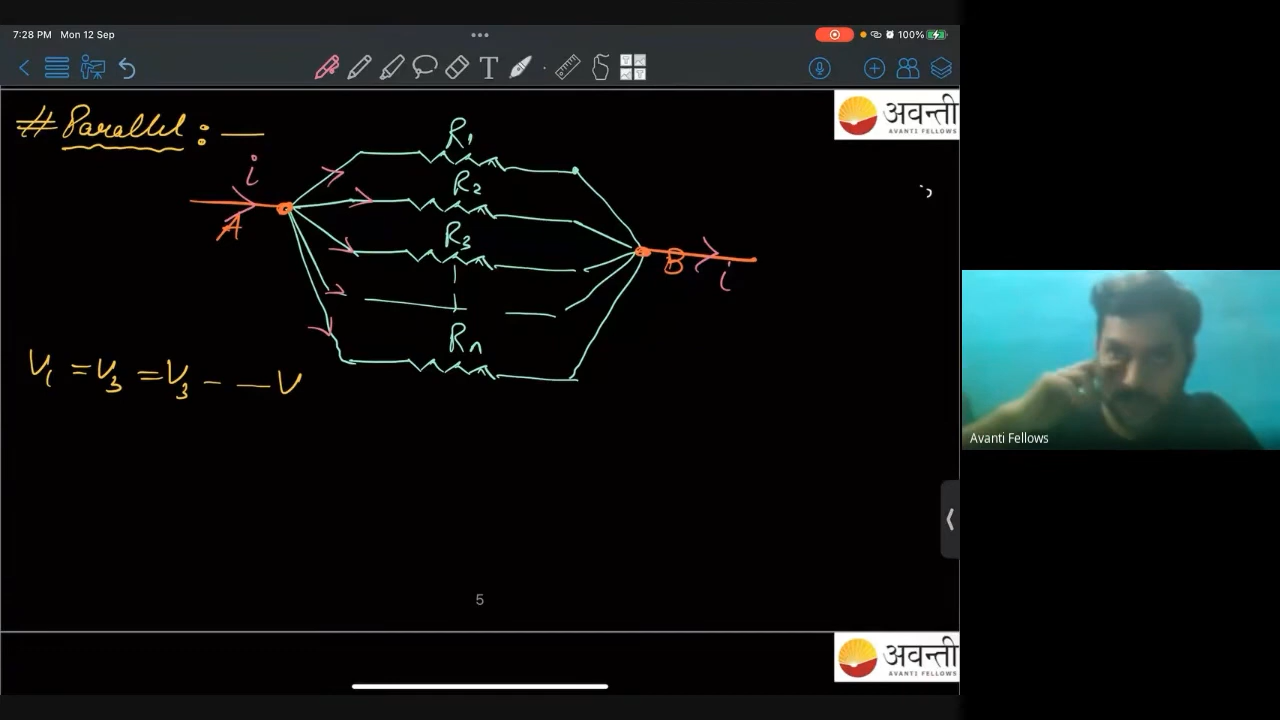 7:28 PM Mon 12 Sep
100%
# Parallel : —
अवन्ती
AVANTI FELLOWS
R₁
i
R₂
A
R₃
B
i
Rₙ
V₁ = V₃ = V₃ - — V
Avanti Fellows
5
अवन्ती
AVANTI FELLOWS